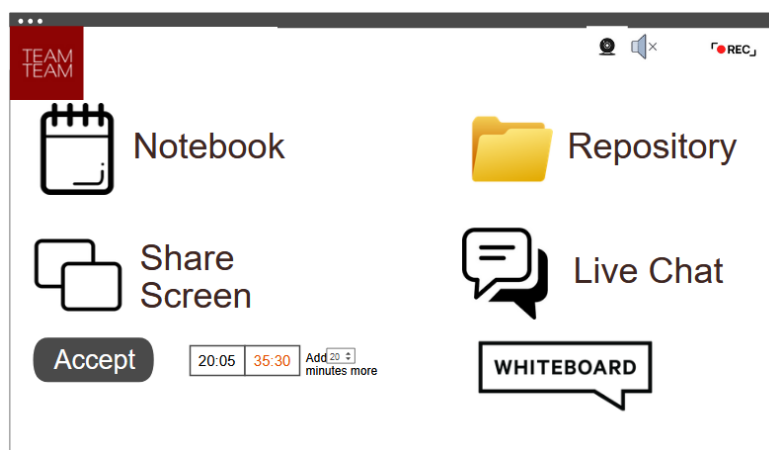 TEAM
TEAM
REC
Notebook
Repository
Share
Screen
Live Chat
Accept
20:05 35:30 Add 20
minutes more
WHITEBOARD